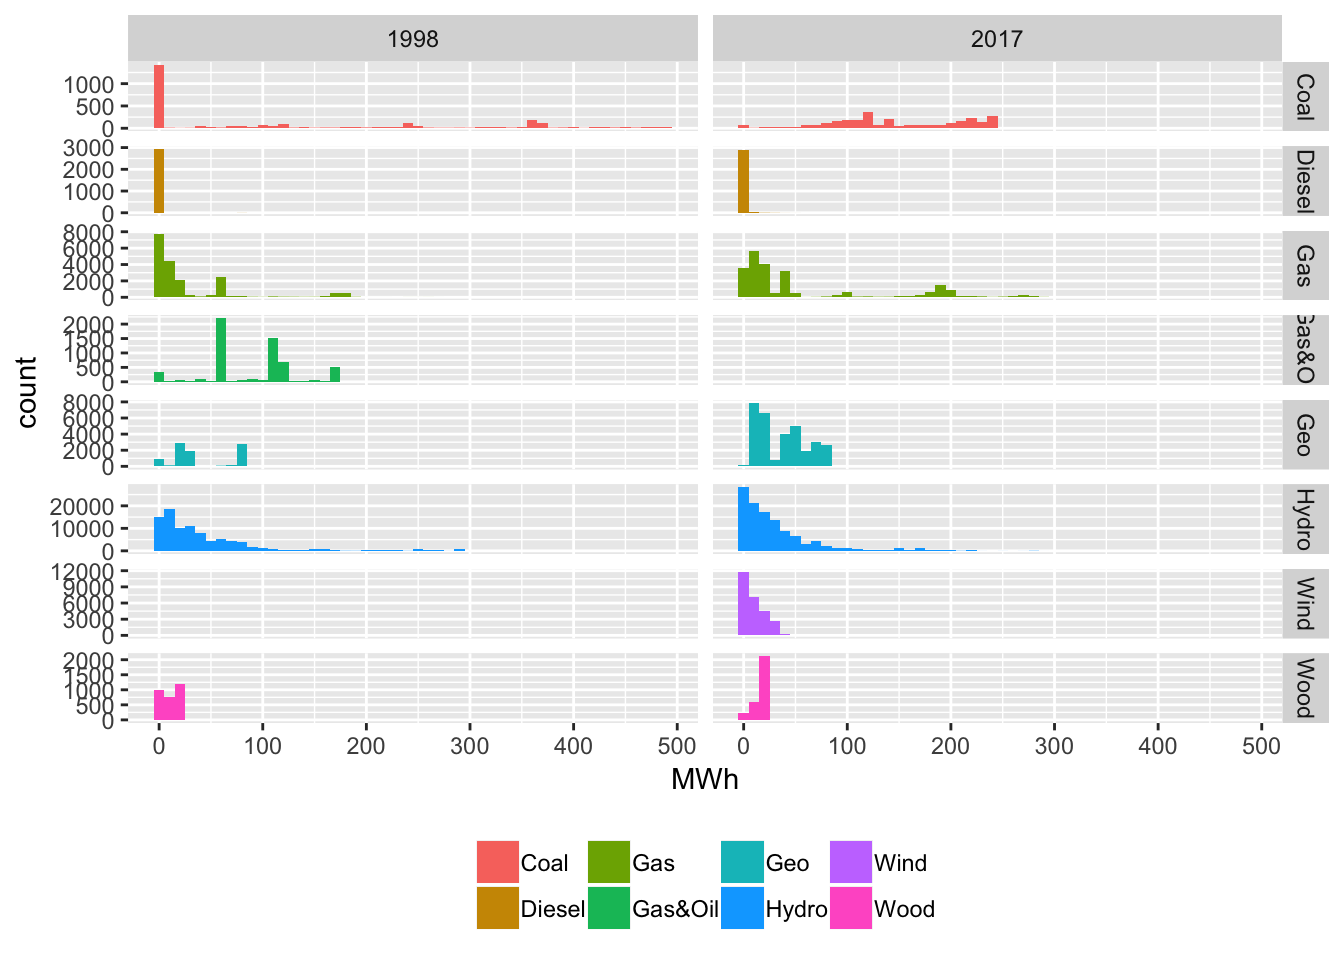 1998 2017
1000
500
0
Coal
3000
2000
1000
0
Diesel
8000
6000
4000
2000
0
Gas
2000
1500
1000
500
0
Gas&O
8000
6000
4000
2000
0
Geo
20000
10000
0
Hydro
12000
9000
6000
3000
0
Wind
2000
1500
1000
500
0
Wood
count
0 100 200 300 400 500 0 100 200 300 400 500
MWh
Coal Gas Geo Wind
Diesel Gas&Oil Hydro Wood